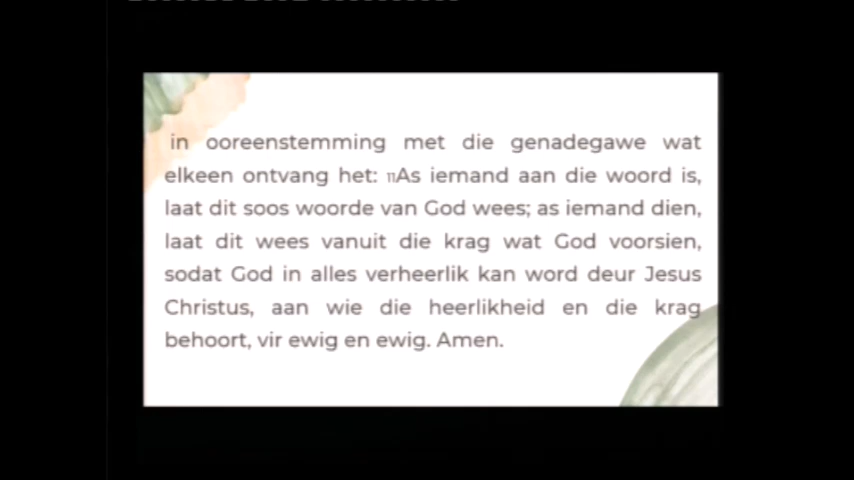 in ooreenstemming met die genadegawe wat
elkeen ontvang het: 11As iemand aan die woord is,
laat dit soos woorde van God wees; as iemand dien,
laat dit wees vanuit die krag wat God voorsien,
sodat God in alles verheerlik kan word deur Jesus
Christus, aan wie die heerlikheid en die krag
behoort, vir ewig en ewig. Amen.